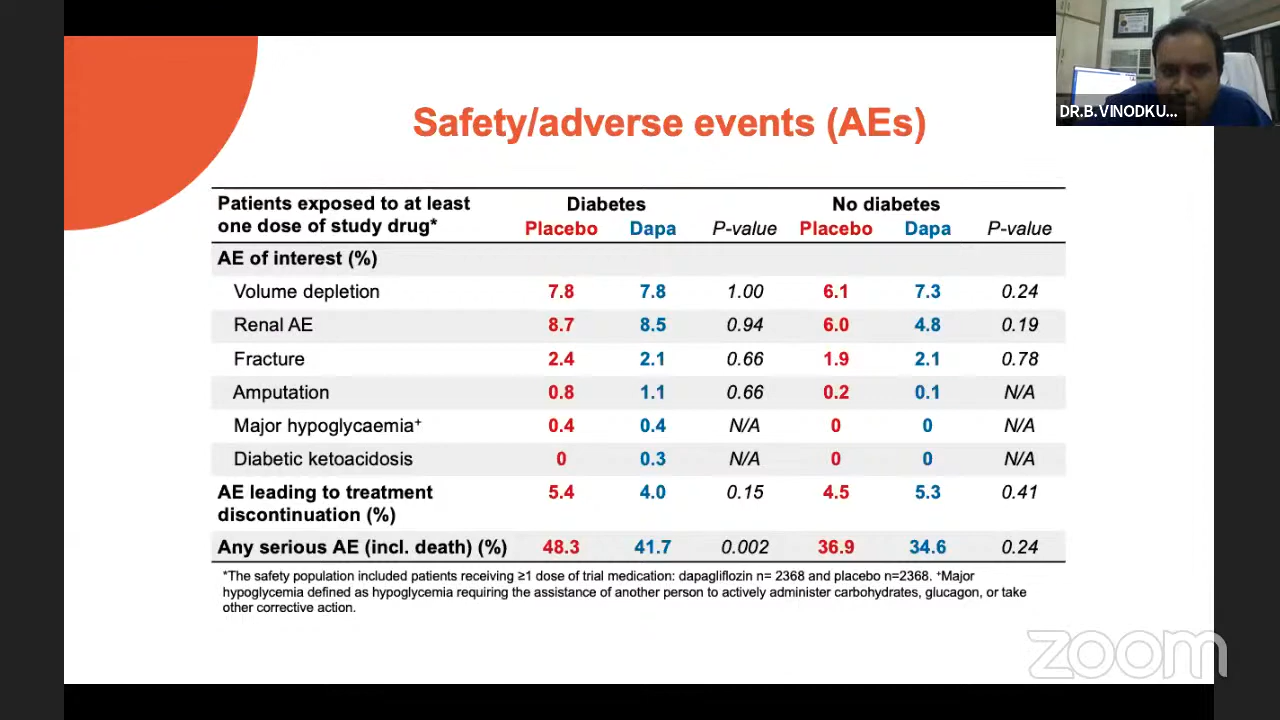 DR.B.VINODKU...
Safety/adverse events (AEs)
Patients exposed to at least one dose of study drug* Diabetes No diabetes
Placebo Dapa P-value Placebo Dapa P-value
AE of interest (%)
Volume depletion 7.8 7.8 1.00 6.1 7.3 0.24
Renal AE 8.7 8.5 0.94 6.0 4.8 0.19
Fracture 2.4 2.1 0.66 1.9 2.1 0.78
Amputation 0.8 1.1 0.66 0.2 0.1 N/A
Major hypoglycaemia+ 0.4 0.4 N/A 0 0 N/A
Diabetic ketoacidosis 0 0.3 N/A 0 0 N/A
AE leading to treatment discontinuation (%) 5.4 4.0 0.15 4.5 5.3 0.41
Any serious AE (incl. death) (%) 48.3 41.7 0.002 36.9 34.6 0.24
*The safety population included patients receiving ≥1 dose of trial medication: dapagliflozin n= 2368 and placebo n=2368. +Major
hypoglycemia defined as hypoglycemia requiring the assistance of another person to actively administer carbohydrates, glucagon, or take
other corrective action.
zoom